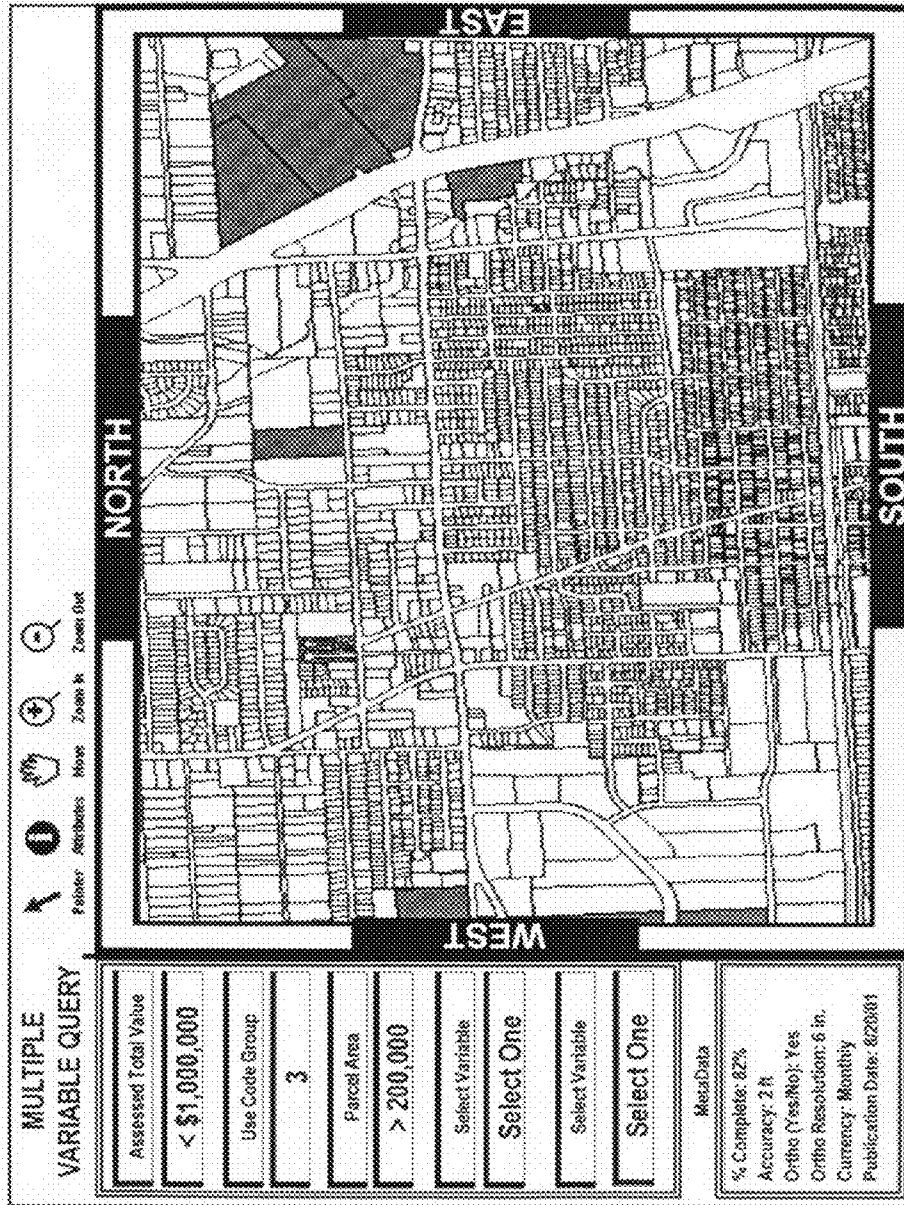 MULTIPLE
VARIABLE QUERY
Assessed Total Value
< $1,000,000
Use Code Group
3
Parcel Area
> 200,000
Select Variable
Select One
Select Variable
Select One
MetaData
% Complete: 82%
Accuracy: 2 ft
Ortho (Yes/No): Yes
Ortho Resolution: 6 in.
Currency: Monthly
Publication Date: 8/20/01
Pointer
Attributes
Move
Zoom In
Zoom Out
NORTH
WEST
EAST
SOUTH